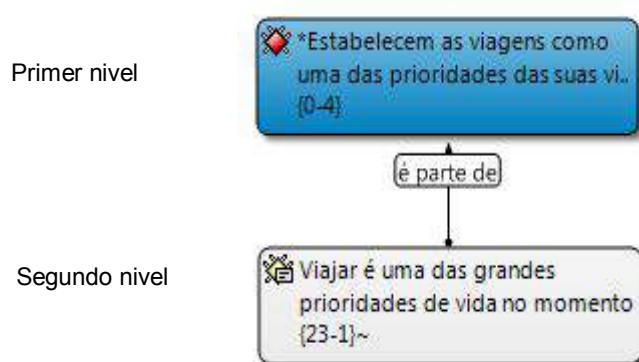 Primer nivel
*Estabelecem as viagens como
uma das prioridades das suas vi..
{0-4}
é parte de
Segundo nivel
Viajar é uma das grandes
prioridades de vida no momento
{23-1}~